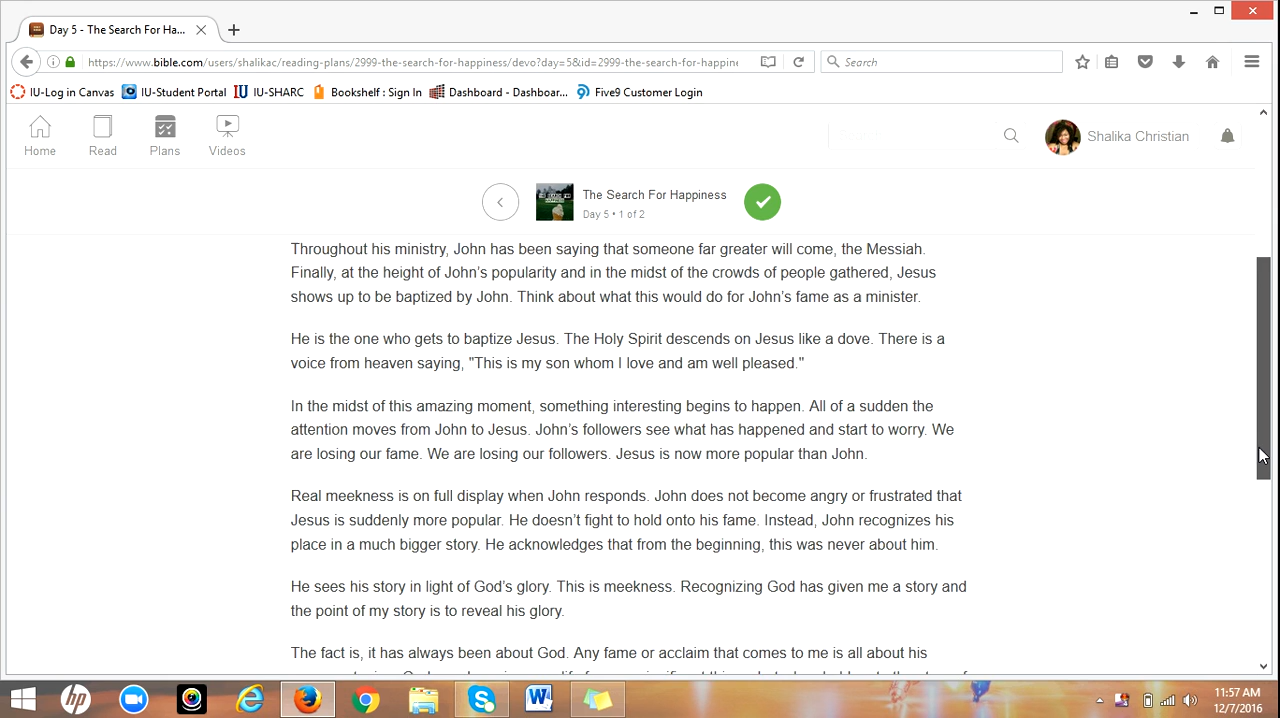 Day 5 - The Search For Ha...
https://www.bible.com/users/shalikac/reading-plans/2999-the-search-for-happiness/devo?day=5&id=2999-the-search-for-happine
Search
IU-Log in Canvas IU-Student Portal IU IU-SHARC Bookshelf : Sign In Dashboard - Dashboar... Five9 Customer Login
Home Read Plans Videos
Shalika Christian
The Search For Happiness
Day 5 • 1 of 2
Throughout his ministry, John has been saying that someone far greater will come, the Messiah.
Finally, at the height of John’s popularity and in the midst of the crowds of people gathered, Jesus
shows up to be baptized by John. Think about what this would do for John’s fame as a minister.
He is the one who gets to baptize Jesus. The Holy Spirit descends on Jesus like a dove. There is a
voice from heaven saying, "This is my son whom I love and am well pleased."
In the midst of this amazing moment, something interesting begins to happen. All of a sudden the
attention moves from John to Jesus. John’s followers see what has happened and start to worry. We
are losing our fame. We are losing our followers. Jesus is now more popular than John.
Real meekness is on full display when John responds. John does not become angry or frustrated that
Jesus is suddenly more popular. He doesn’t fight to hold onto his fame. Instead, John recognizes his
place in a much bigger story. He acknowledges that from the beginning, this was never about him.
He sees his story in light of God’s glory. This is meekness. Recognizing God has given me a story and
the point of my story is to reveal his glory.
The fact is, it has always been about God. Any fame or acclaim that comes to me is all about his
hp
W
11:57 AM
12/7/2016